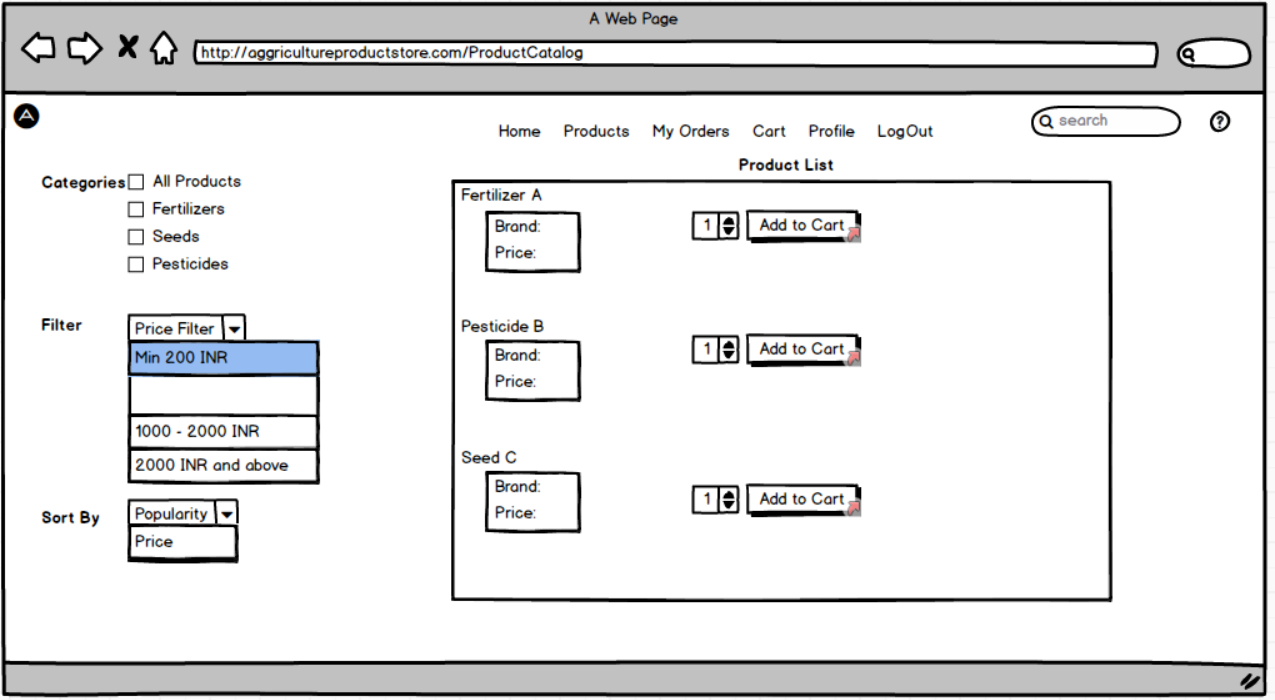 A Web Page
http://aggricultureproductstore.com/ProductCatalog
A
Home Products My Orders Cart Profile LogOut
search
?
Categories
All Products
Fertilizers
Seeds
Pesticides
Filter
Price Filter
Min 200 INR
1000 - 2000 INR
2000 INR and above
Sort By
Popularity
Price
Product List
Fertilizer A
Brand:
Price:
1
Add to Cart
Pesticide B
Brand:
Price:
1
Add to Cart
Seed C
Brand:
Price:
1
Add to Cart